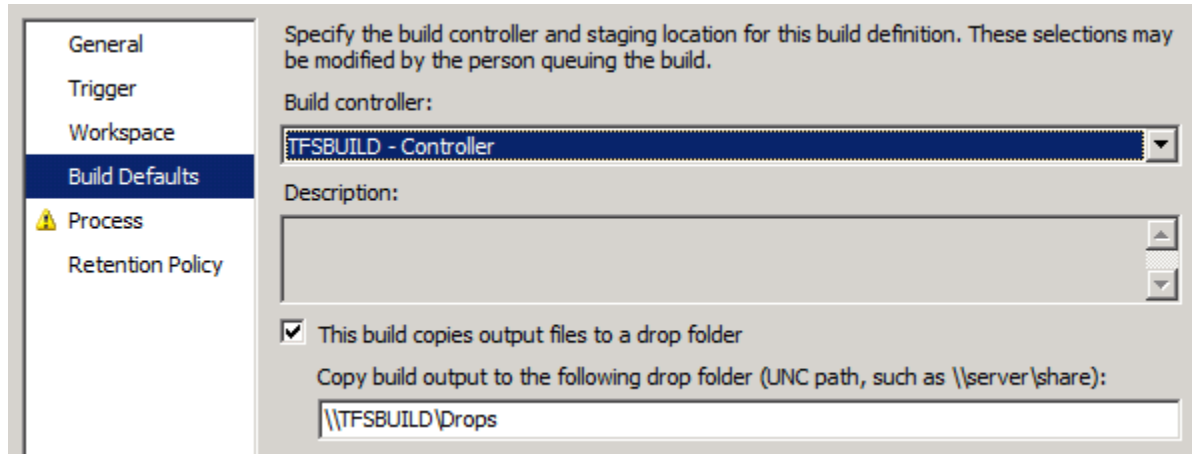 General
Trigger
Workspace
Build Defaults
Process
Retention Policy
Specify the build controller and staging location for this build definition. These selections may
be modified by the person queuing the build.
Build controller:
TFSBUILD - Controller
Description:
This build copies output files to a drop folder
Copy build output to the following drop folder (UNC path, such as \\server\share):
\\TFSBUILD\Drops